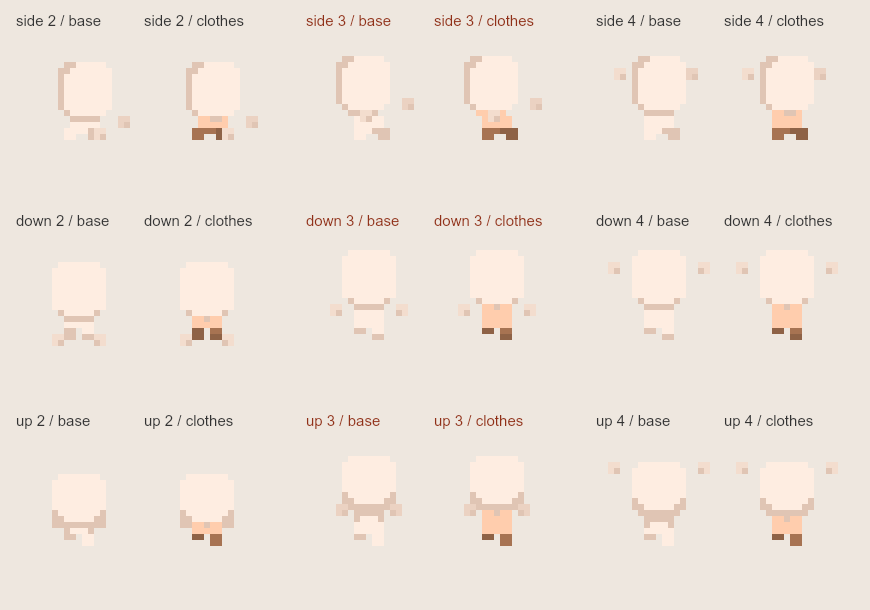 side 2 / base side 2 / clothes side 3 / base side 3 / clothes side 4 / base side 4 / clothes
down 2 / base down 2 / clothes down 3 / base down 3 / clothes down 4 / base down 4 / clothes
up 2 / base up 2 / clothes up 3 / base up 3 / clothes up 4 / base up 4 / clothes